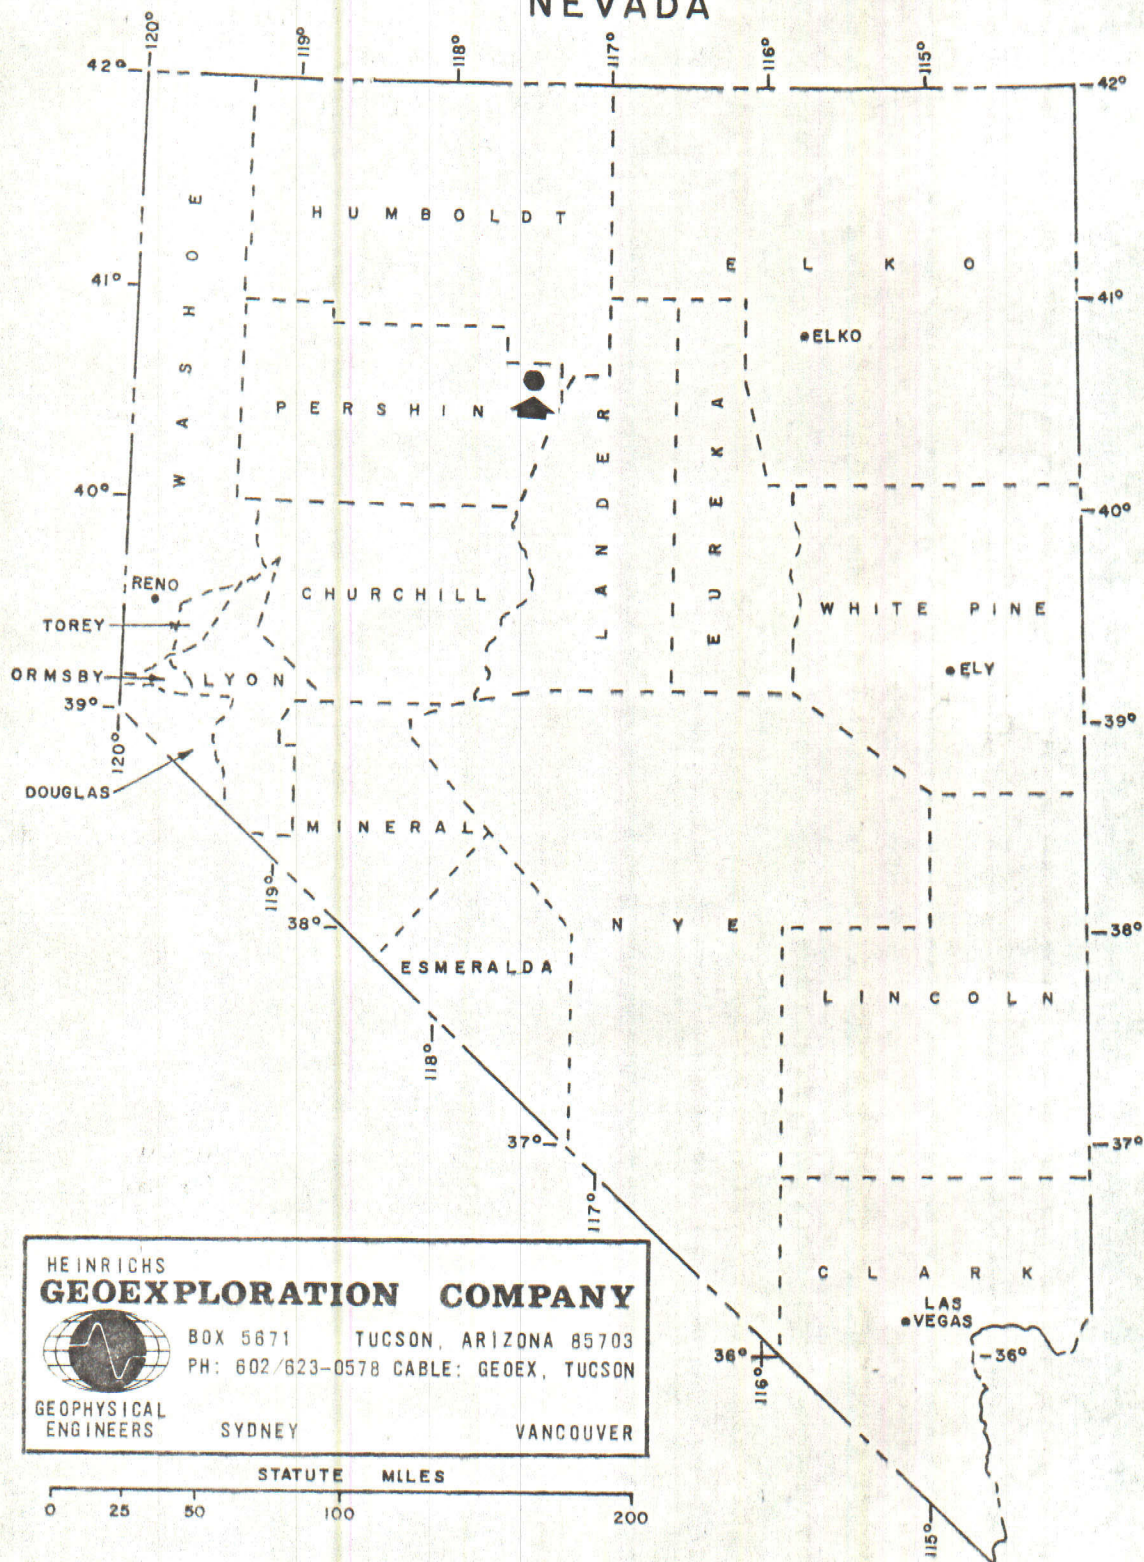 NEVADA
120°
119°
118°
117°
116°
115°
42°
42°
WASHOE
HUMBOLDT
ELKO
41°
41°
ELKO
PERSHIN
LANDER
EUREKA
40°
40°
RENO
CHURCHILL
WHITE PINE
TOREY
ORMSBY
LYON
ELY
39°
39°
120°
DOUGLAS
MINERAL
119°
38°
NYE
38°
ESMERALDA
LINCOLN
118°
37°
37°
117°
CLARK
LAS
VEGAS
36°
36°
116°
115°
HEINRICHS
GEOEXPLORATION COMPANY
BOX 5671 TUCSON, ARIZONA 85703
PH: 602/623-0578 CABLE: GEOEX, TUCSON
GEOPHYSICAL
ENGINEERS SYDNEY VANCOUVER
STATUTE MILES
0 25 50 100 200